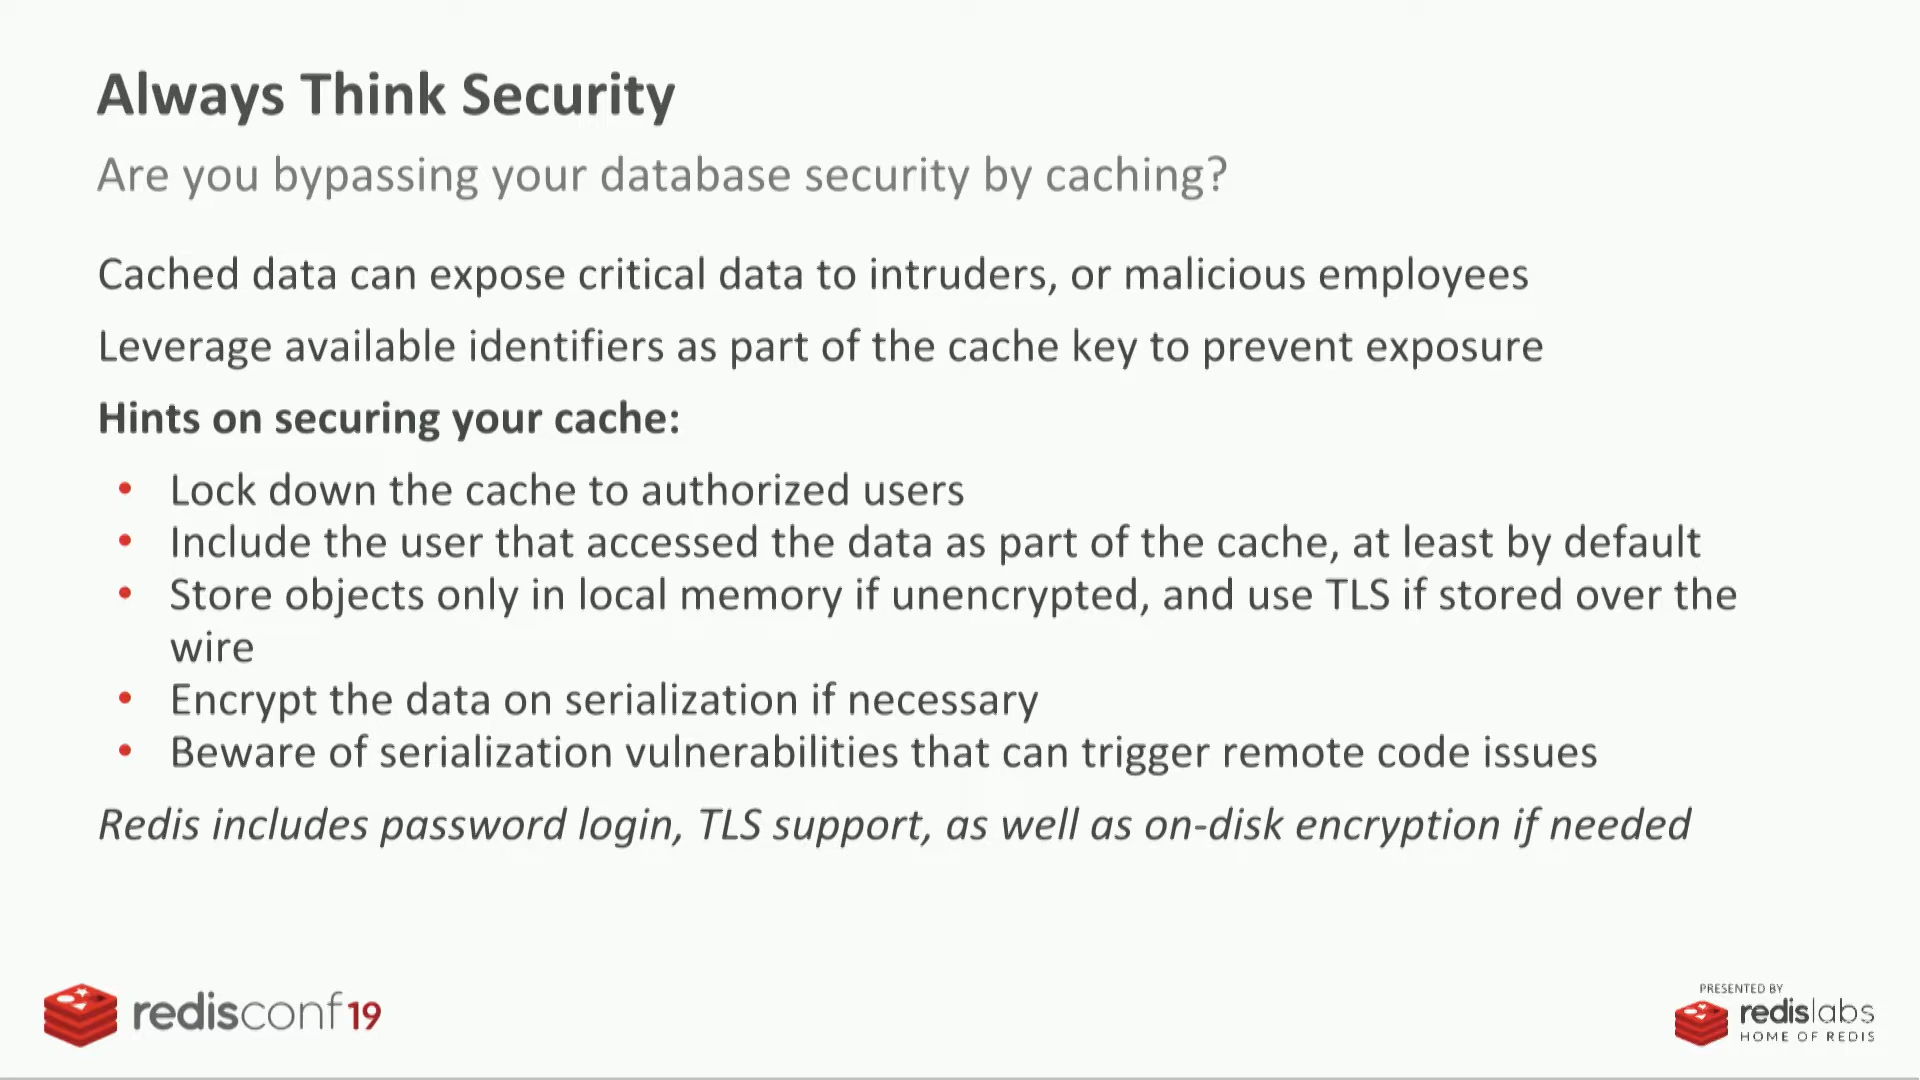 Always Think Security
Are you bypassing your database security by caching?
Cached data can expose critical data to intruders, or malicious employees
Leverage available identifiers as part of the cache key to prevent exposure
Hints on securing your cache:
• Lock down the cache to authorized users
• Include the user that accessed the data as part of the cache, at least by default
• Store objects only in local memory if unencrypted, and use TLS if stored over the
wire
• Encrypt the data on serialization if necessary
• Beware of serialization vulnerabilities that can trigger remote code issues
Redis includes password login, TLS support, as well as on-disk encryption if needed
redisconf19
PRESENTED BY
redislabs
HOME OF REDIS